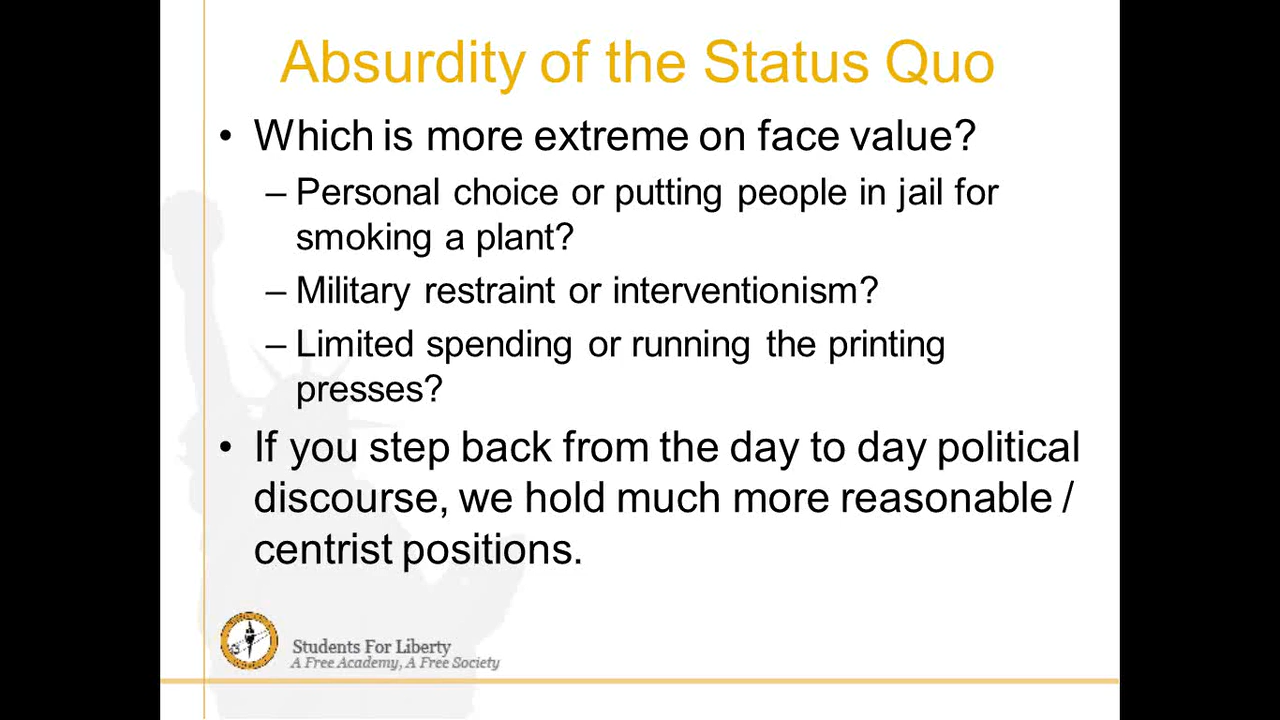 Absurdity of the Status Quo
• Which is more extreme on face value?
– Personal choice or putting people in jail for
smoking a plant?
– Military restraint or interventionism?
– Limited spending or running the printing
presses?
• If you step back from the day to day political
discourse, we hold much more reasonable /
centrist positions.
Students For Liberty
A Free Academy, A Free Society